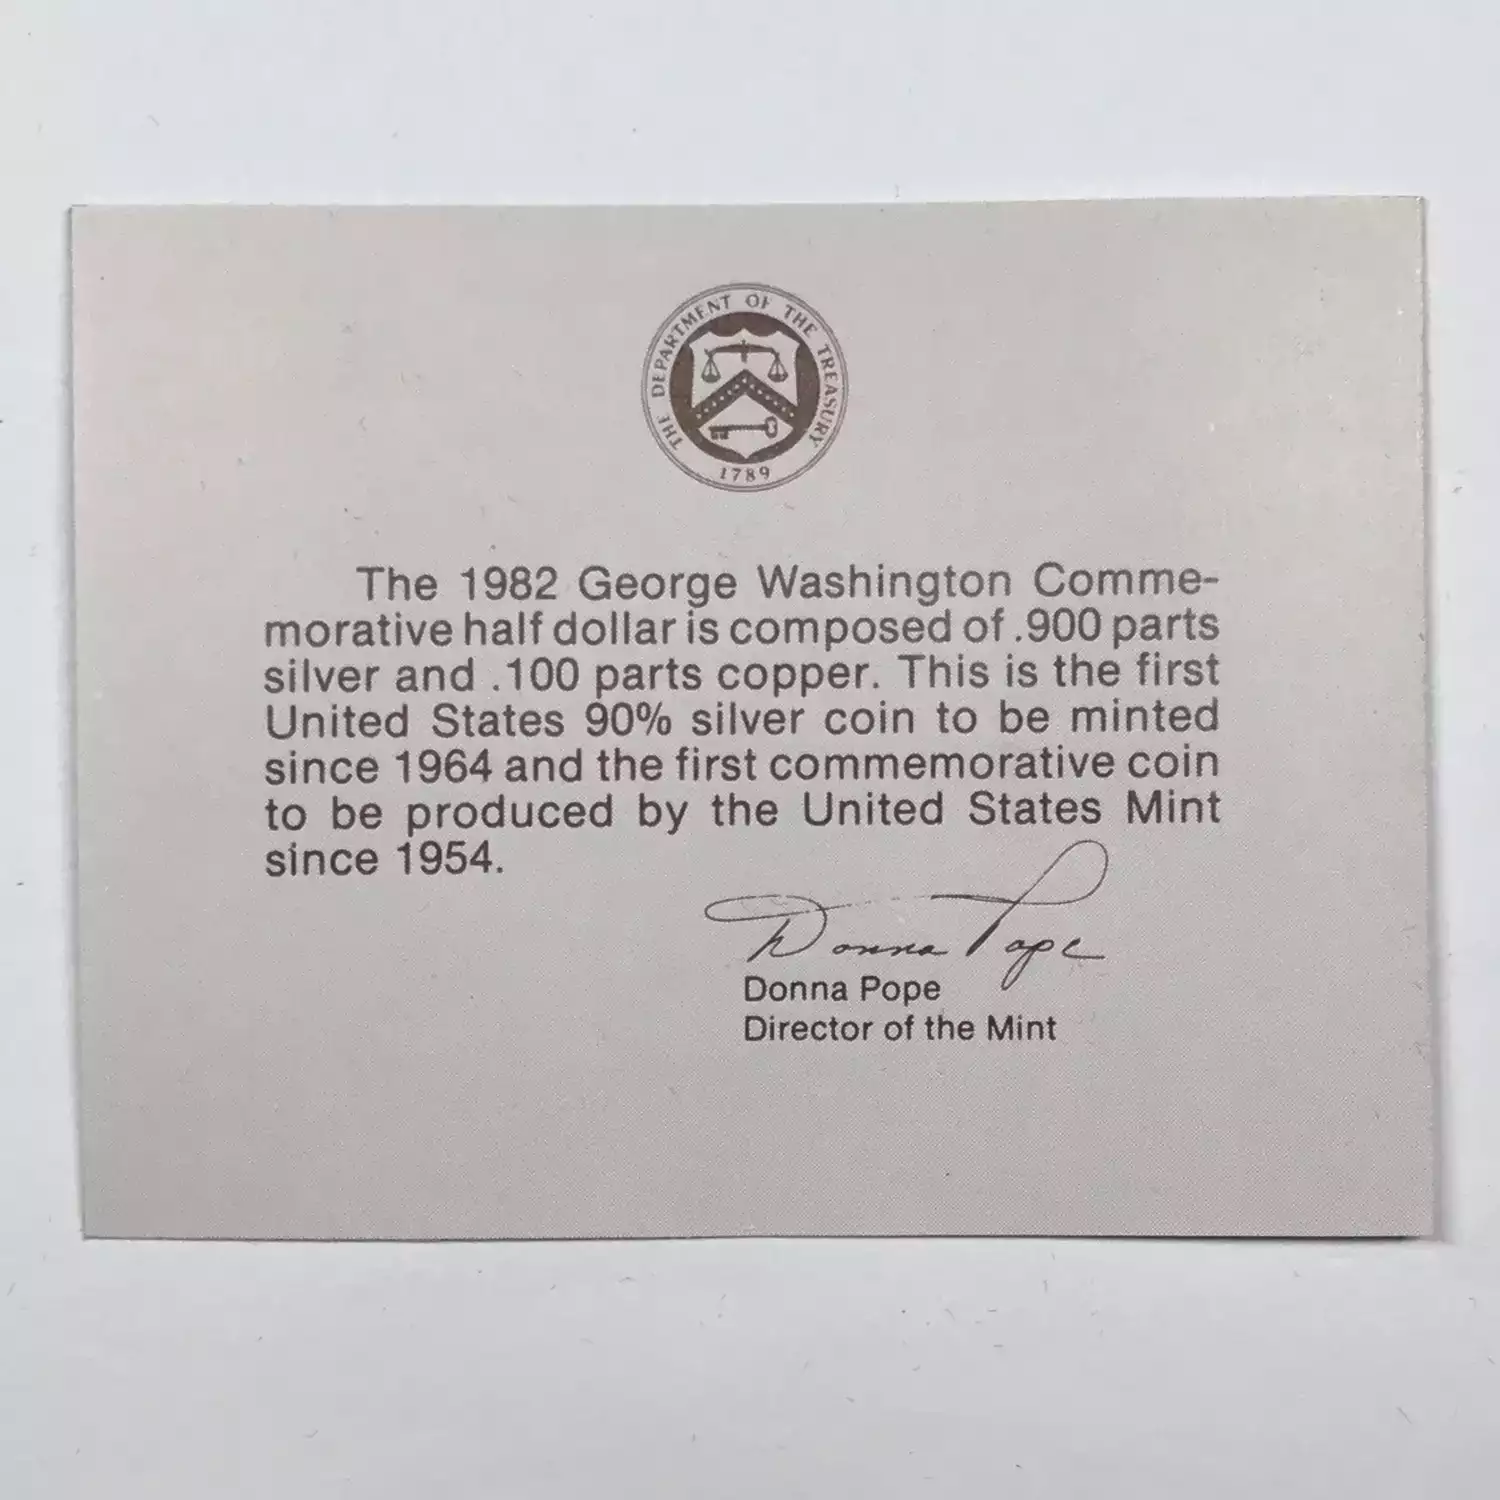 THE DEPARTMENT OF THE TREASURY
1789
The 1982 George Washington Comme-
morative half dollar is composed of .900 parts
silver and .100 parts copper. This is the first
United States 90% silver coin to be minted
since 1964 and the first commemorative coin
to be produced by the United States Mint
since 1954.
Donna Pope
Donna Pope
Director of the Mint